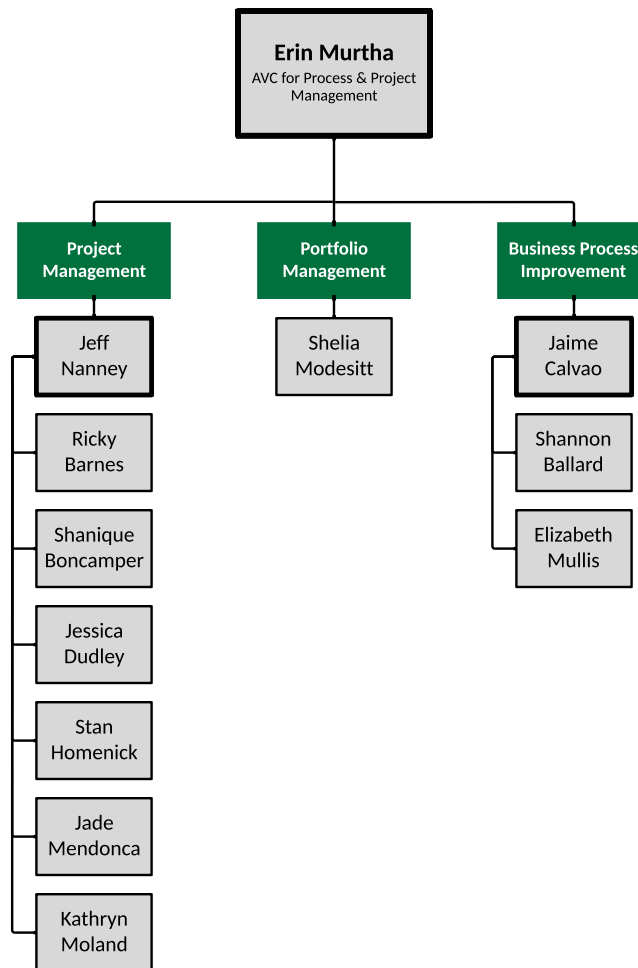 Erin Murtha
AVC for Process & Project
Management
Project
Management
Jeff
Nanney
Ricky
Barnes
Shanique
Boncamper
Jessica
Dudley
Stan
Homenick
Jade
Mendonca
Kathryn
Moland
Portfolio
Management
Shelia
Modesitt
Business Process
Improvement
Jaime
Calvao
Shannon
Ballard
Elizabeth
Mullis